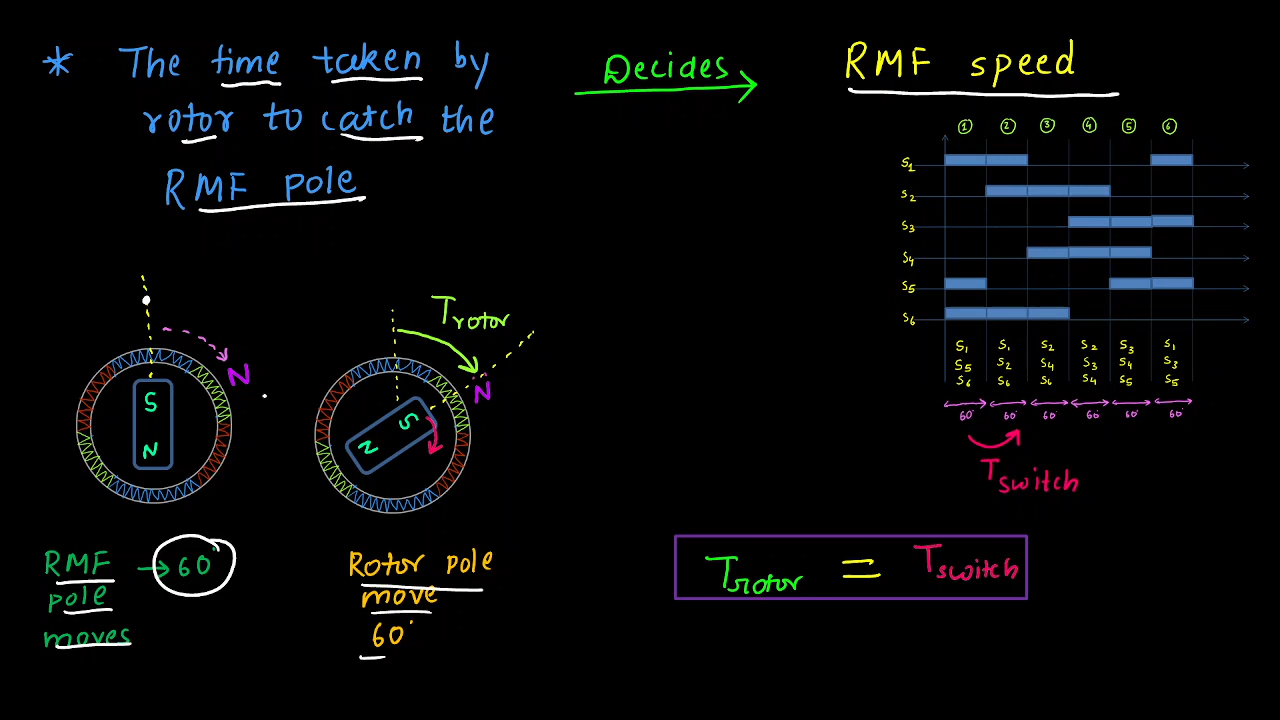 * The time taken by
rotor to catch the
RMF pole
Decides
RMF speed
① ② ③ ④ ⑤ ⑥
S1
S2
S3
S4
S5
S6
S1 S1 S2 S2 S3 S1
S5 S2 S4 S3 S4 S3
S6 S6 S6 S4 S5 S5
60° 60° 60° 60° 60° 60°
Tswitch
N
S
N
Trotor
N
S
N
RMF → 60°
pole
moves
Rotor pole
move
60°
Trotor = Tswitch